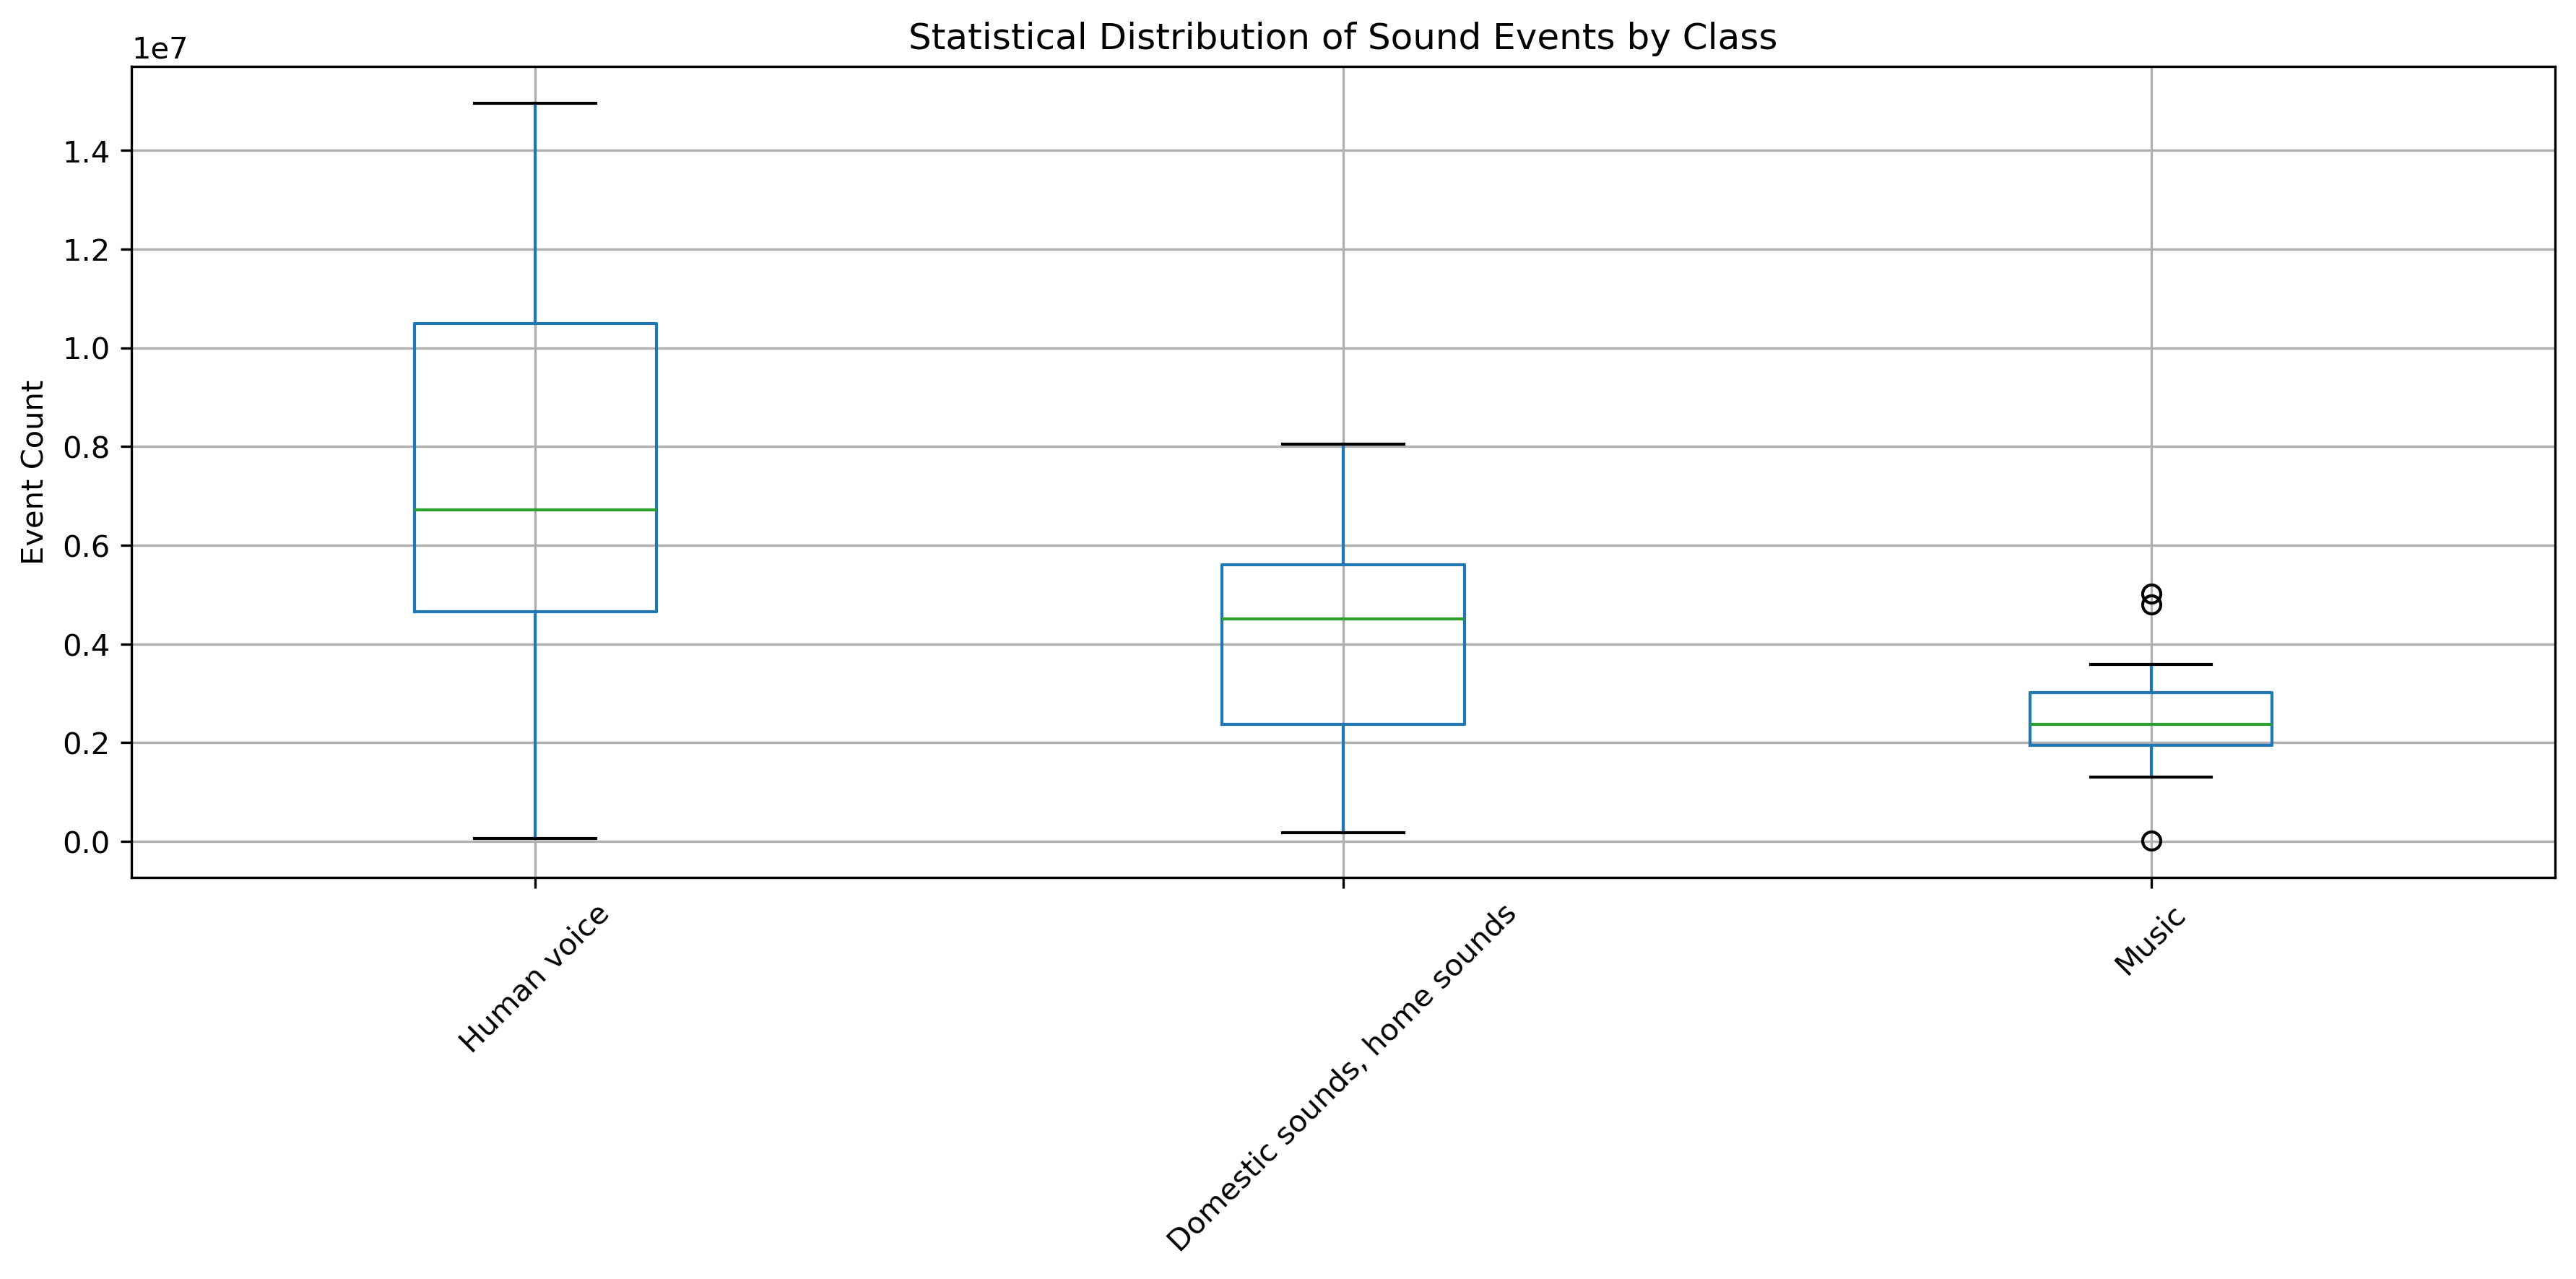 Statistical Distribution of Sound Events by Class
1e7
1.4
1.2
1.0
0.8
0.6
0.4
0.2
0.0
Event Count
Human voice
Domestic sounds, home sounds
Music